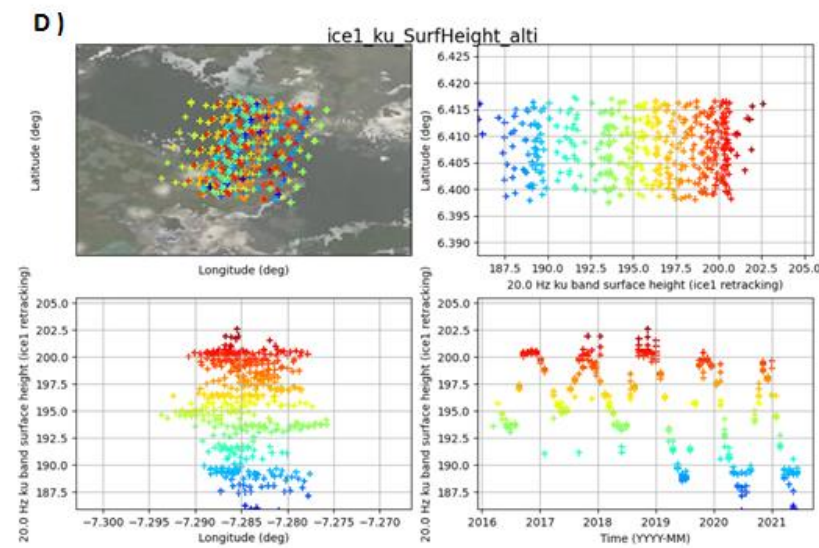 D )
ice1_ku_SurfHeight_alti
Latitude (deg)
Longitude (deg)
Latitude (deg)
6.425
6.420
6.415
6.410
6.405
6.400
6.395
6.390
187.5 190.0 192.5 195.0 197.5 200.0 202.5 205.0
20.0 Hz ku band surface height (ice1 retracking)
20.0 Hz ku band surface height (ice1 retracking
205.0
202.5
200.0
197.5
195.0
192.5
190.0
187.5
−7.300 −7.295 −7.290 −7.285 −7.280 −7.275 −7.270
Longitude (deg)
20.0 Hz ku band surface height (ice1 retracking
205.0
202.5
200.0
197.5
195.0
192.5
190.0
187.5
2016 2017 2018 2019 2020 2021
Time (YYYY-MM)